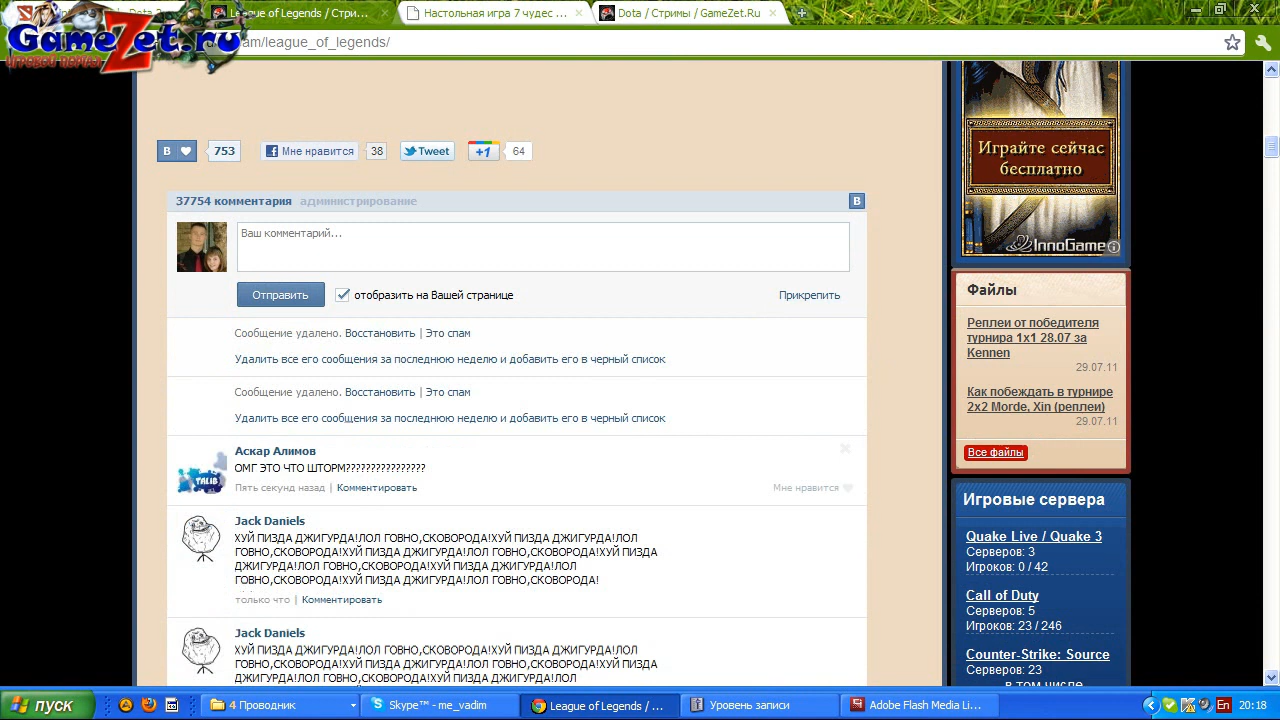 League of Legends / Стри...
Настольная игра 7 чудес ...
Dota / Стримы / GameZet.Ru
GameZet.ru
ИГРОВОЙ ПОРТАЛ
am/league_of_legends/
Играйте сейчас
бесплатно
InnoGames
B
753
Мне нравится
38
Tweet
+1
64
37754 комментария администрирование
B
Ваш комментарий...
Отправить
отобразить на Вашей странице
Прикрепить
Сообщение удалено. Восстановить | Это спам
Удалить все его сообщения за последнюю неделю и добавить его в черный список
Сообщение удалено. Восстановить | Это спам
Удалить все его сообщения за последнюю неделю и добавить его в черный список
TALIB
Аскар Алимов
ОМГ ЭТО ЧТО ШТОРМ????????????????
Пять секунд назад | Комментировать
Мне нравится
Jack Daniels
ХУЙ ПИЗДА ДЖИГУРДА!ЛОЛ ГОВНО,СКОВОРОДА!ХУЙ ПИЗДА ДЖИГУРДА!ЛОЛ
ГОВНО,СКОВОРОДА!ХУЙ ПИЗДА ДЖИГУРДА!ЛОЛ ГОВНО,СКОВОРОДА!ХУЙ ПИЗДА
ДЖИГУРДА!ЛОЛ ГОВНО,СКОВОРОДА!ХУЙ ПИЗДА ДЖИГУРДА!ЛОЛ
ГОВНО,СКОВОРОДА!ХУЙ ПИЗДА ДЖИГУРДА!ЛОЛ ГОВНО,СКОВОРОДА!
только что | Комментировать
Jack Daniels
ХУЙ ПИЗДА ДЖИГУРДА!ЛОЛ ГОВНО,СКОВОРОДА!ХУЙ ПИЗДА ДЖИГУРДА!ЛОЛ
ГОВНО,СКОВОРОДА!ХУЙ ПИЗДА ДЖИГУРДА!ЛОЛ ГОВНО,СКОВОРОДА!ХУЙ ПИЗДА
ДЖИГУРДА!ЛОЛ ГОВНО,СКОВОРОДА!ХУЙ ПИЗДА ДЖИГУРДА!ЛОЛ
Файлы
Реплеи от победителя
турнира 1х1 28.07 за
Kennen
29.07.11
Как побеждать в турнире
2x2 Morde, Xin (реплеи)
29.07.11
Все файлы
Игровые сервера
Quake Live / Quake 3
Серверов: 3
Игроков: 0 / 42
Call of Duty
Серверов: 5
Игроков: 23 / 246
Counter-Strike: Source
Серверов: 23
в том числе
пуск
4 Проводник
Skype™ - me_vadim
League of Legends / ...
Уровень записи
Adobe Flash Media Li...
En
20:18